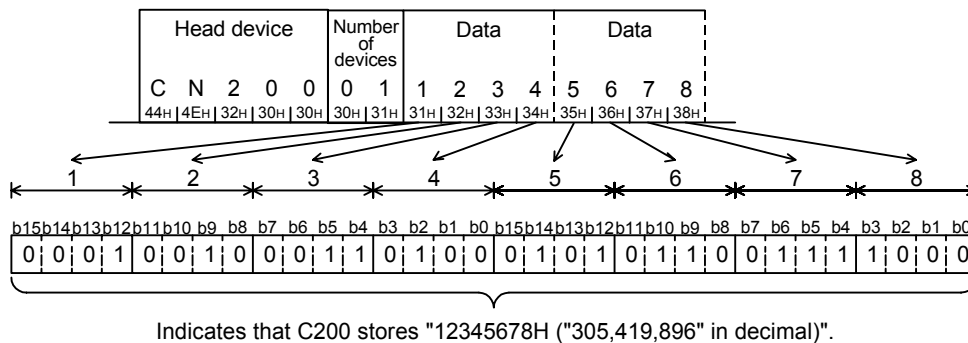 Head device Number of devices Data Data
C N 2 0 0 0 1 1 2 3 4 5 6 7 8
44H 4EH 32H 30H 30H 30H 31H 31H 32H 33H 34H 35H 36H 37H 38H
1 2 3 4 5 6 7 8
b15 b14 b13 b12 b11 b10 b9 b8 b7 b6 b5 b4 b3 b2 b1 b0 b15 b14 b13 b12 b11 b10 b9 b8 b7 b6 b5 b4 b3 b2 b1 b0
0 0 0 1 0 0 1 0 0 0 1 1 0 1 0 0 0 1 0 1 0 1 1 0 0 1 1 1 1 0 0 0
Indicates that C200 stores "12345678H ("305,419,896" in decimal)".